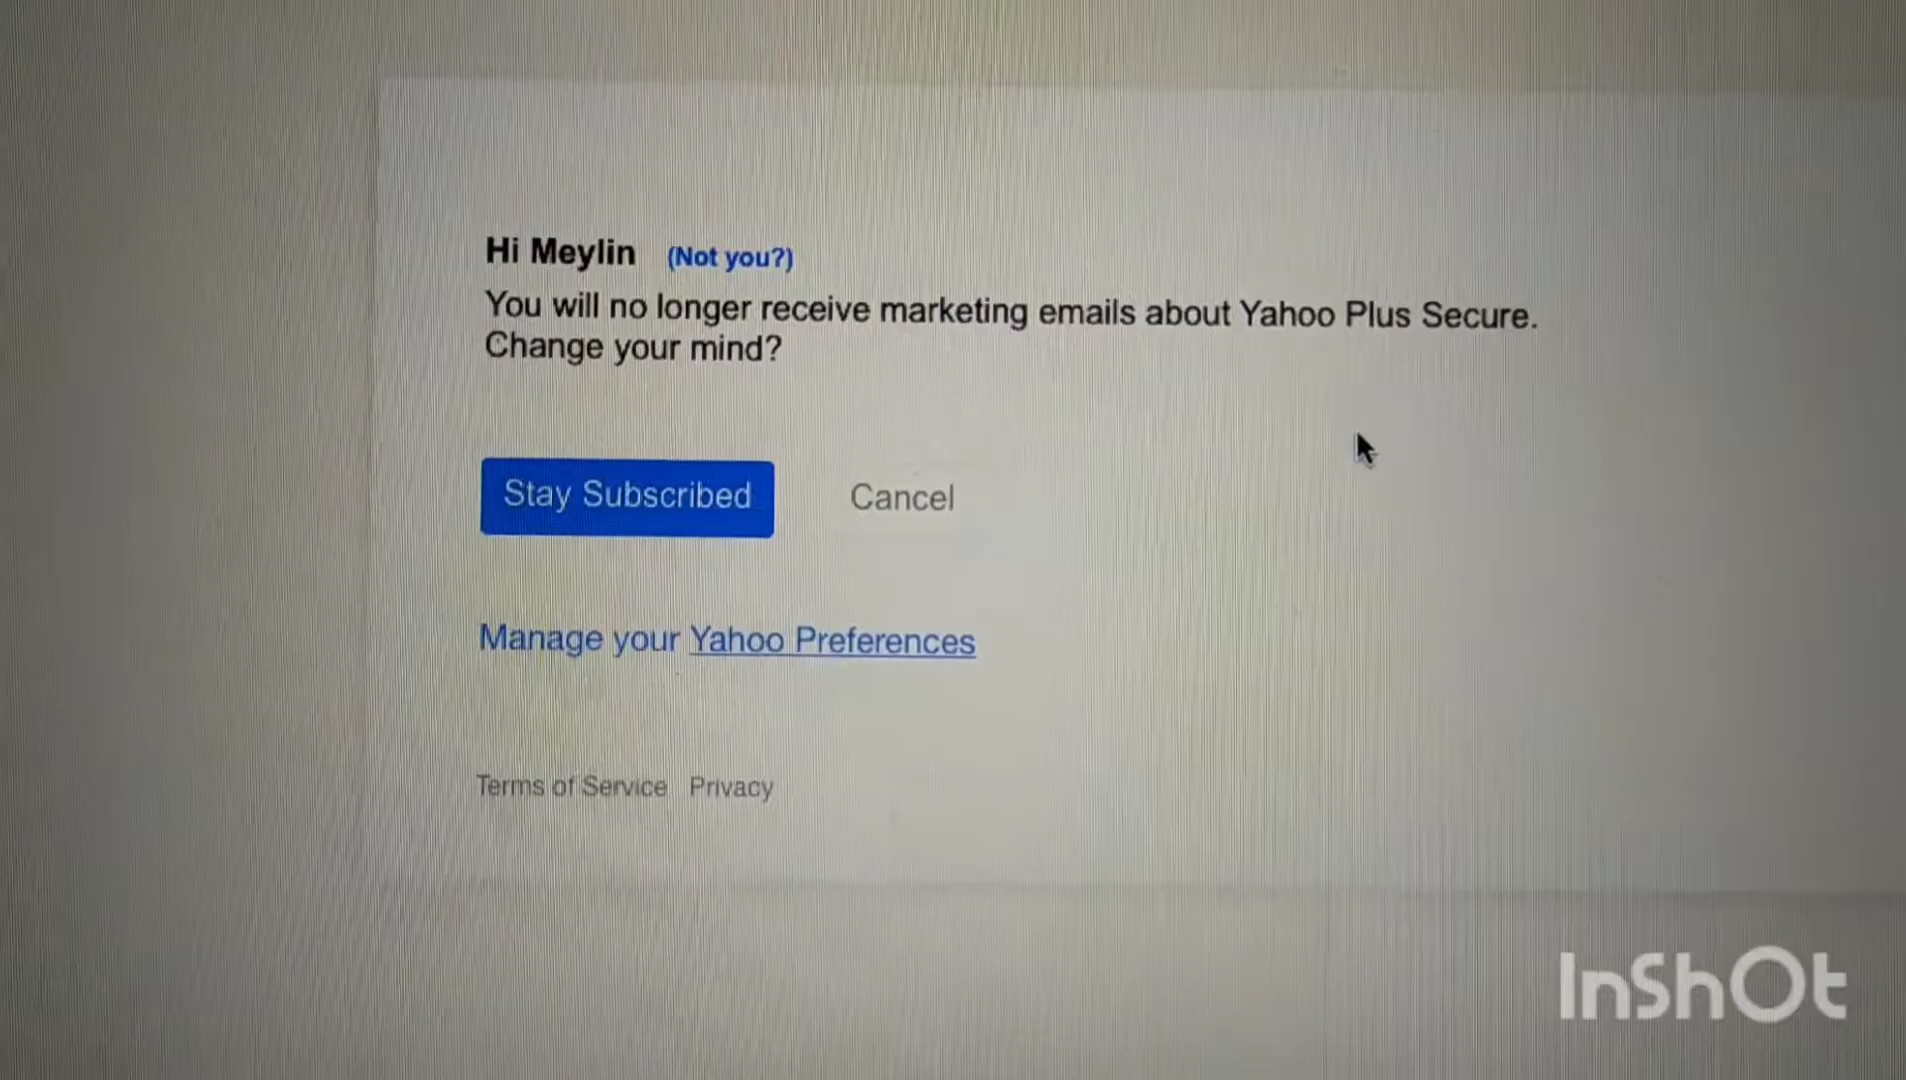 Hi Meylin (Not you?)
You will no longer receive marketing emails about Yahoo Plus Secure.
Change your mind?
Stay Subscribed Cancel
Manage your Yahoo Preferences
Terms of Service Privacy
InShOt